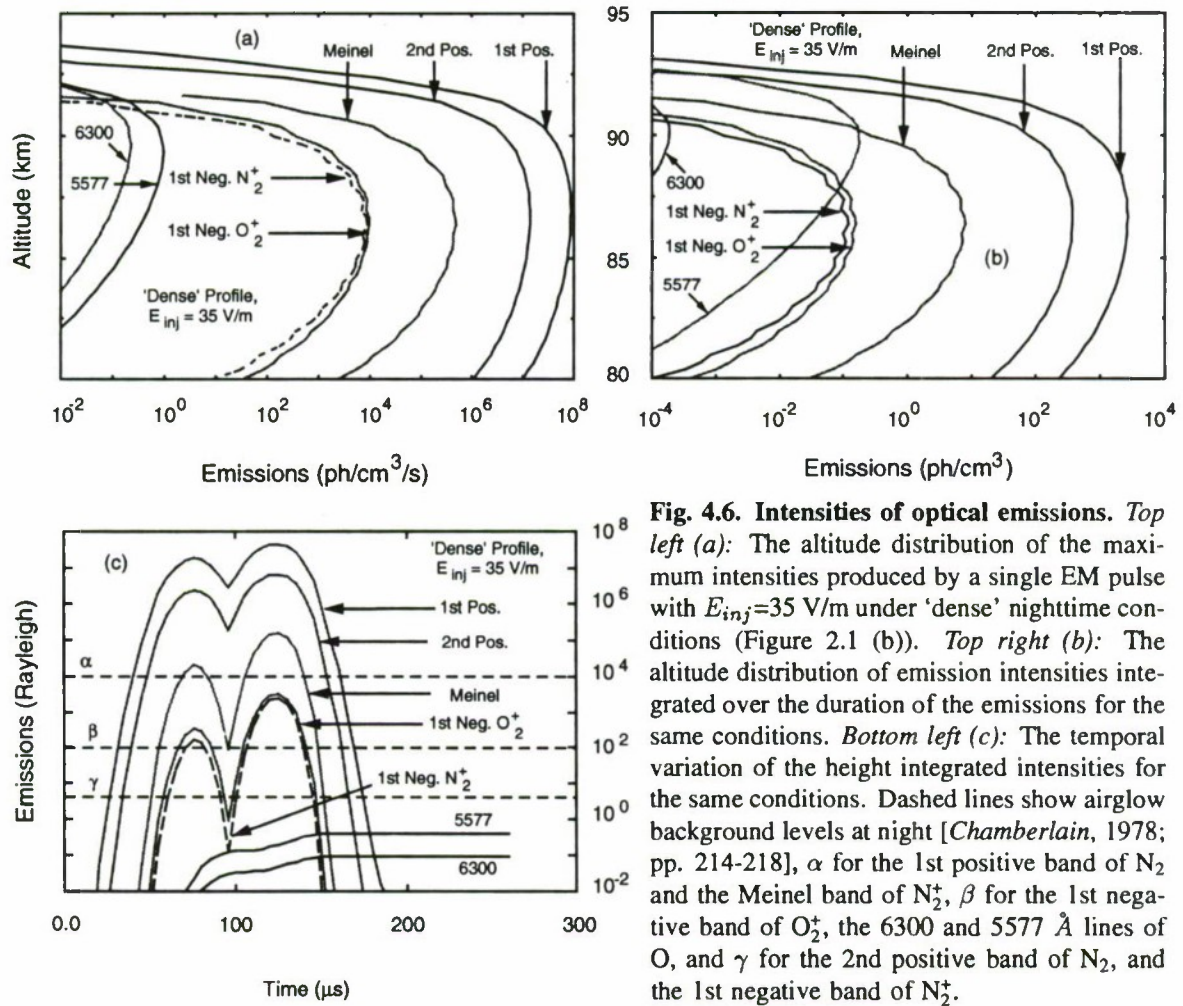 (a)
Meinel
2nd Pos.
1st Pos.
6300
5577
1st Neg. N₂⁺
1st Neg. O₂⁺
'Dense' Profile,
E inj = 35 V/m
Altitude (km)
10⁻² 10⁰ 10² 10⁴ 10⁶ 10⁸
Emissions (ph/cm³/s)
95
90
85
80
'Dense' Profile,
E inj = 35 V/m
Meinel
2nd Pos.
1st Pos.
6300
1st Neg. N₂⁺
1st Neg. O₂⁺
5577
(b)
10⁻⁴ 10⁻² 10⁰ 10² 10⁴
Emissions (ph/cm³)
(c)
'Dense' Profile,
E inj = 35 V/m
1st Pos.
2nd Pos.
Meinel
1st Neg. O₂⁺
1st Neg. N₂⁺
5577
6300
α
β
γ
Emissions (Rayleigh)
10⁸
10⁶
10⁴
10²
10⁰
10⁻²
0.0 100 200 300
Time (μs)
Fig. 4.6. Intensities of optical emissions. Top
left (a): The altitude distribution of the maxi-
mum intensities produced by a single EM pulse
with Einj=35 V/m under 'dense' nighttime con-
ditions (Figure 2.1 (b)). Top right (b): The
altitude distribution of emission intensities inte-
grated over the duration of the emissions for the
same conditions. Bottom left (c): The temporal
variation of the height integrated intensities for
the same conditions. Dashed lines show airglow
background levels at night [Chamberlain, 1978;
pp. 214-218], α for the 1st positive band of N₂
and the Meinel band of N₂⁺, β for the 1st nega-
tive band of O₂⁺, the 6300 and 5577 Å lines of
O, and γ for the 2nd positive band of N₂, and
the 1st negative band of N₂⁺.